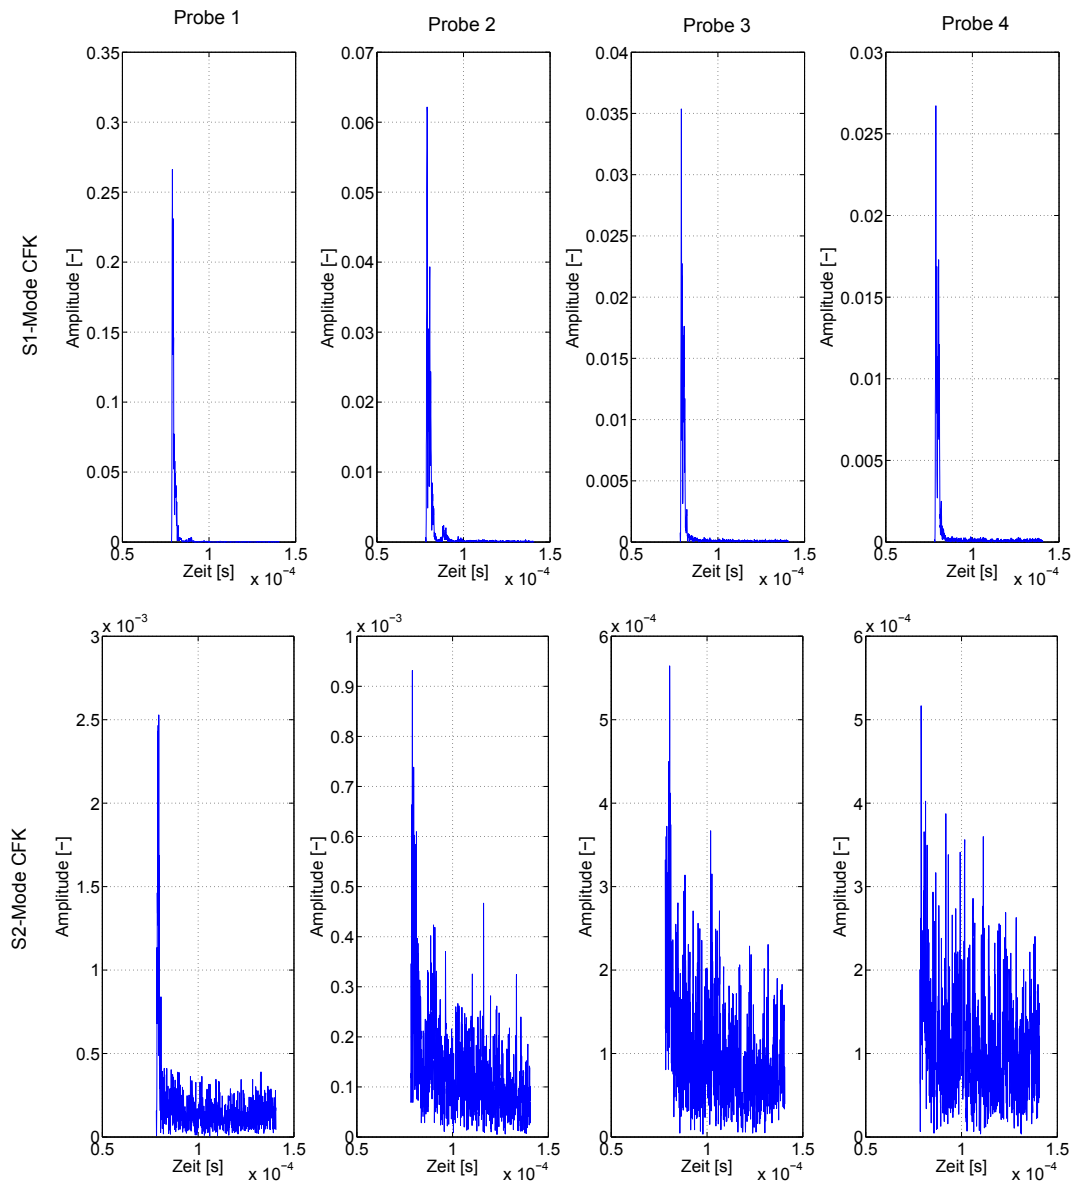 Probe 1
Probe 2
Probe 3
Probe 4
S1-Mode CFK
0.35
0.3
0.25
0.2
0.15
0.1
0.05
0
Amplitude [−]
0.5
1
1.5
Zeit [s]
x 10−4
0.07
0.06
0.05
0.04
0.03
0.02
0.01
0
Amplitude [−]
0.5
1
1.5
Zeit [s]
x 10−4
0.04
0.035
0.03
0.025
0.02
0.015
0.01
0.005
0
Amplitude [−]
0.5
1
1.5
Zeit [s]
x 10−4
0.03
0.025
0.02
0.015
0.01
0.005
0
Amplitude [−]
0.5
1
1.5
Zeit [s]
x 10−4
S2-Mode CFK
x 10−3
3
2.5
2
1.5
1
0.5
0
Amplitude [−]
0.5
1
1.5
Zeit [s]
x 10−4
x 10−3
1
0.9
0.8
0.7
0.6
0.5
0.4
0.3
0.2
0.1
0
Amplitude [−]
0.5
1
1.5
Zeit [s]
x 10−4
x 10−4
6
5
4
3
2
1
0
Amplitude [−]
0.5
1
1.5
Zeit [s]
x 10−4
x 10−4
6
5
4
3
2
1
0
Amplitude [−]
0.5
1
1.5
Zeit [s]
x 10−4